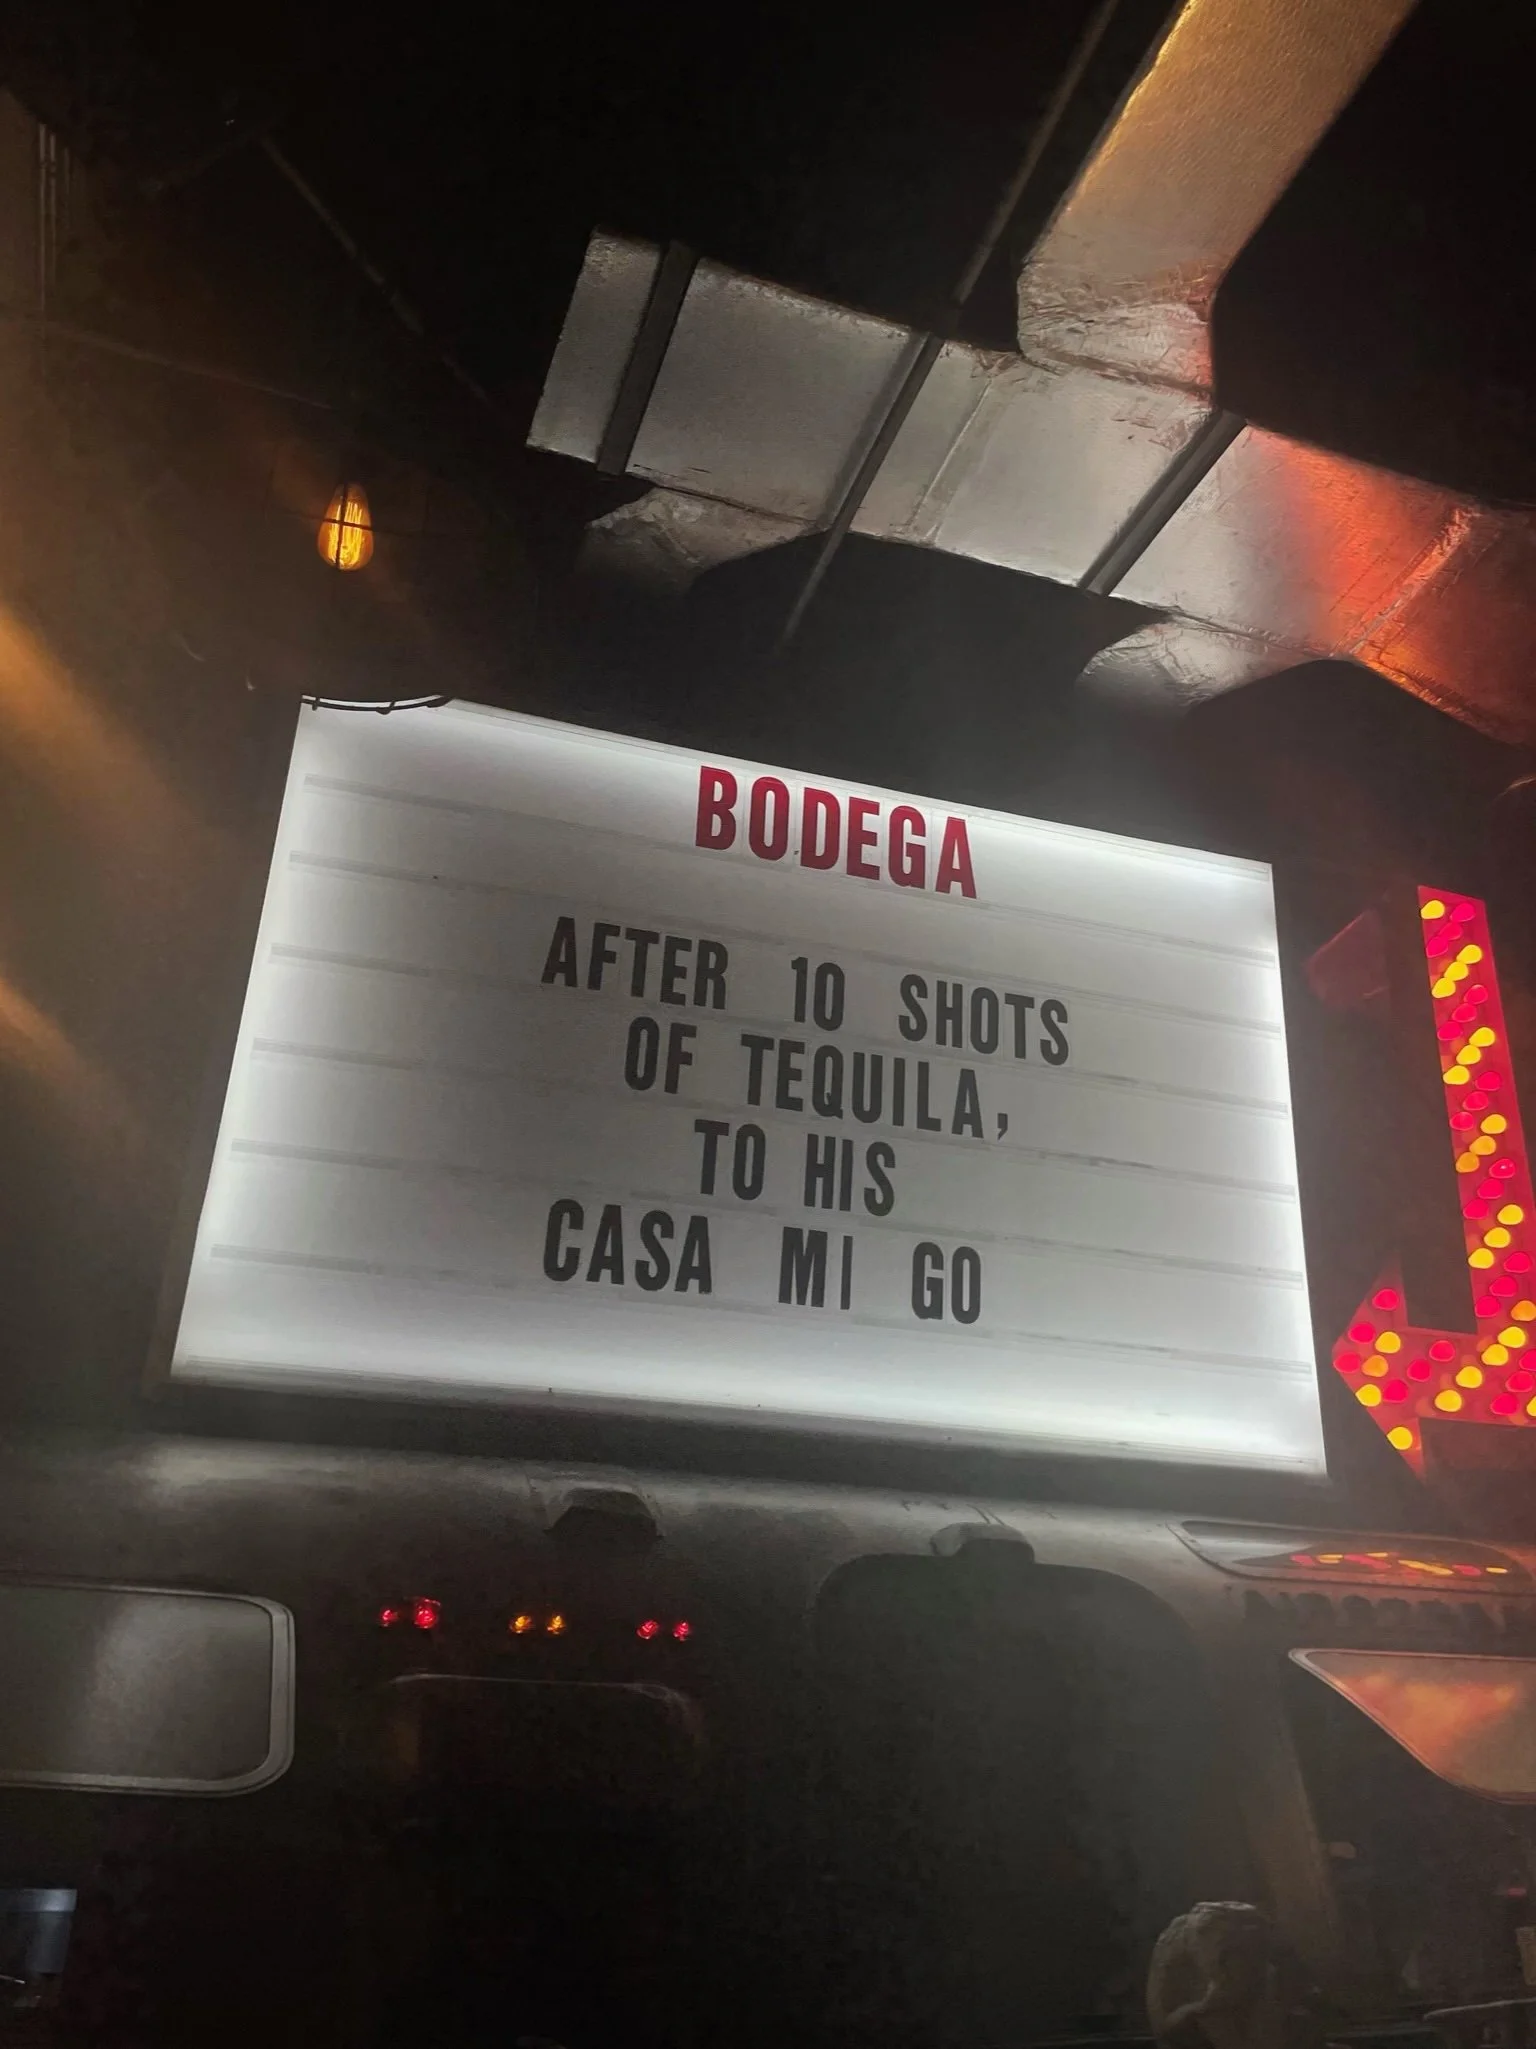 BODEGA
AFTER 10 SHOTS
OF TEQUILA,
TO HIS
CASA MI GO